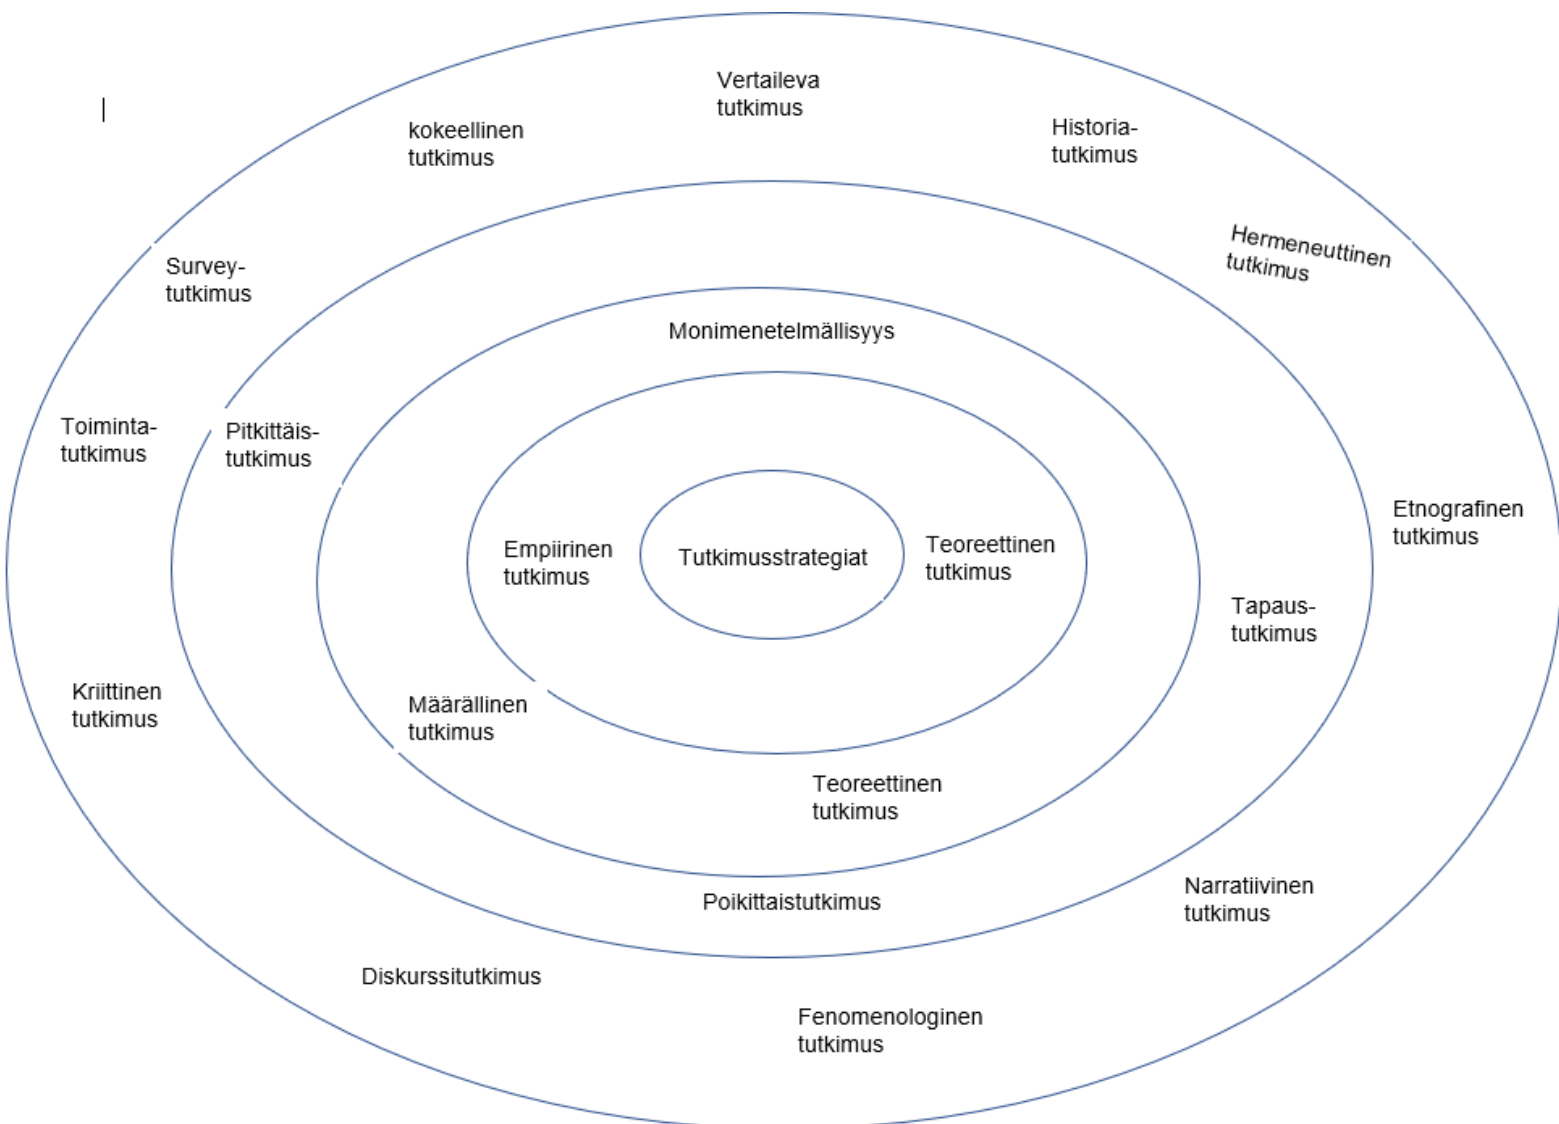 Vertaileva
tutkimus
kokeellinen
tutkimus
Historia-
tutkimus
Hermeneuttinen
tutkimus
Survey-
tutkimus
Monimenetelmällisyys
Toiminta-
tutkimus
Pitkittäis-
tutkimus
Etnografinen
tutkimus
Empiirinen
tutkimus
Tutkimusstrategiat
Teoreettinen
tutkimus
Tapaus-
tutkimus
Kriittinen
tutkimus
Määrällinen
tutkimus
Teoreettinen
tutkimus
Narratiivinen
tutkimus
Poikittaistutkimus
Diskurssitutkimus
Fenomenologinen
tutkimus